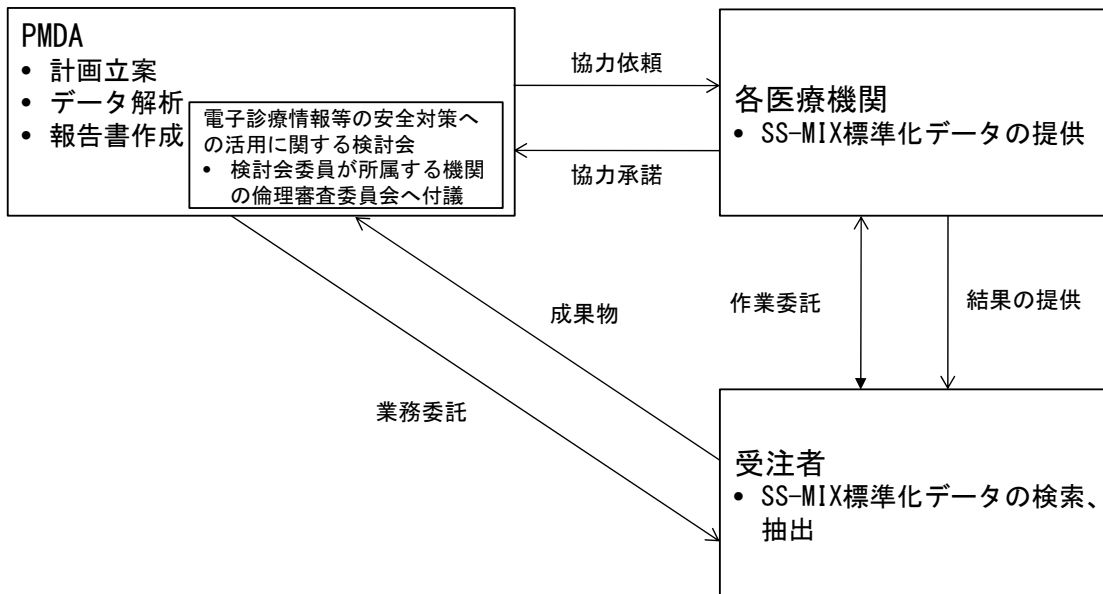 PMDA
• 計画立案
• データ解析
• 報告書作成
電子診療情報等の安全対策へ
の活用に関する検討会
• 検討会委員が所属する機関
の倫理審査委員会へ付議
協力依頼
協力承諾
各医療機関
• SS-MIX標準化データの提供
成果物
作業委託
結果の提供
業務委託
受注者
• SS-MIX標準化データの検索、
抽出